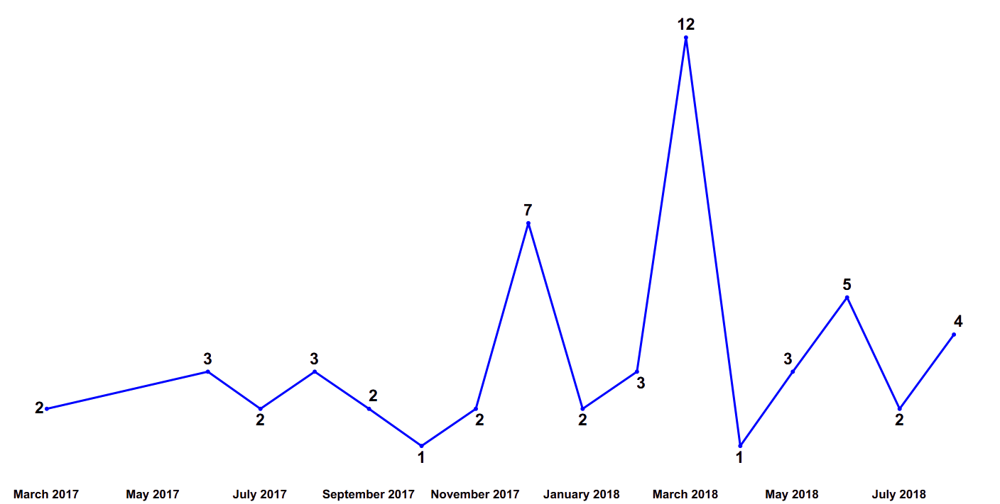 12
7
5
4
3
3
3
2
2
2
2
3
2
2
1
1
March 2017
May 2017
July 2017
September 2017
November 2017
January 2018
March 2018
May 2018
July 2018